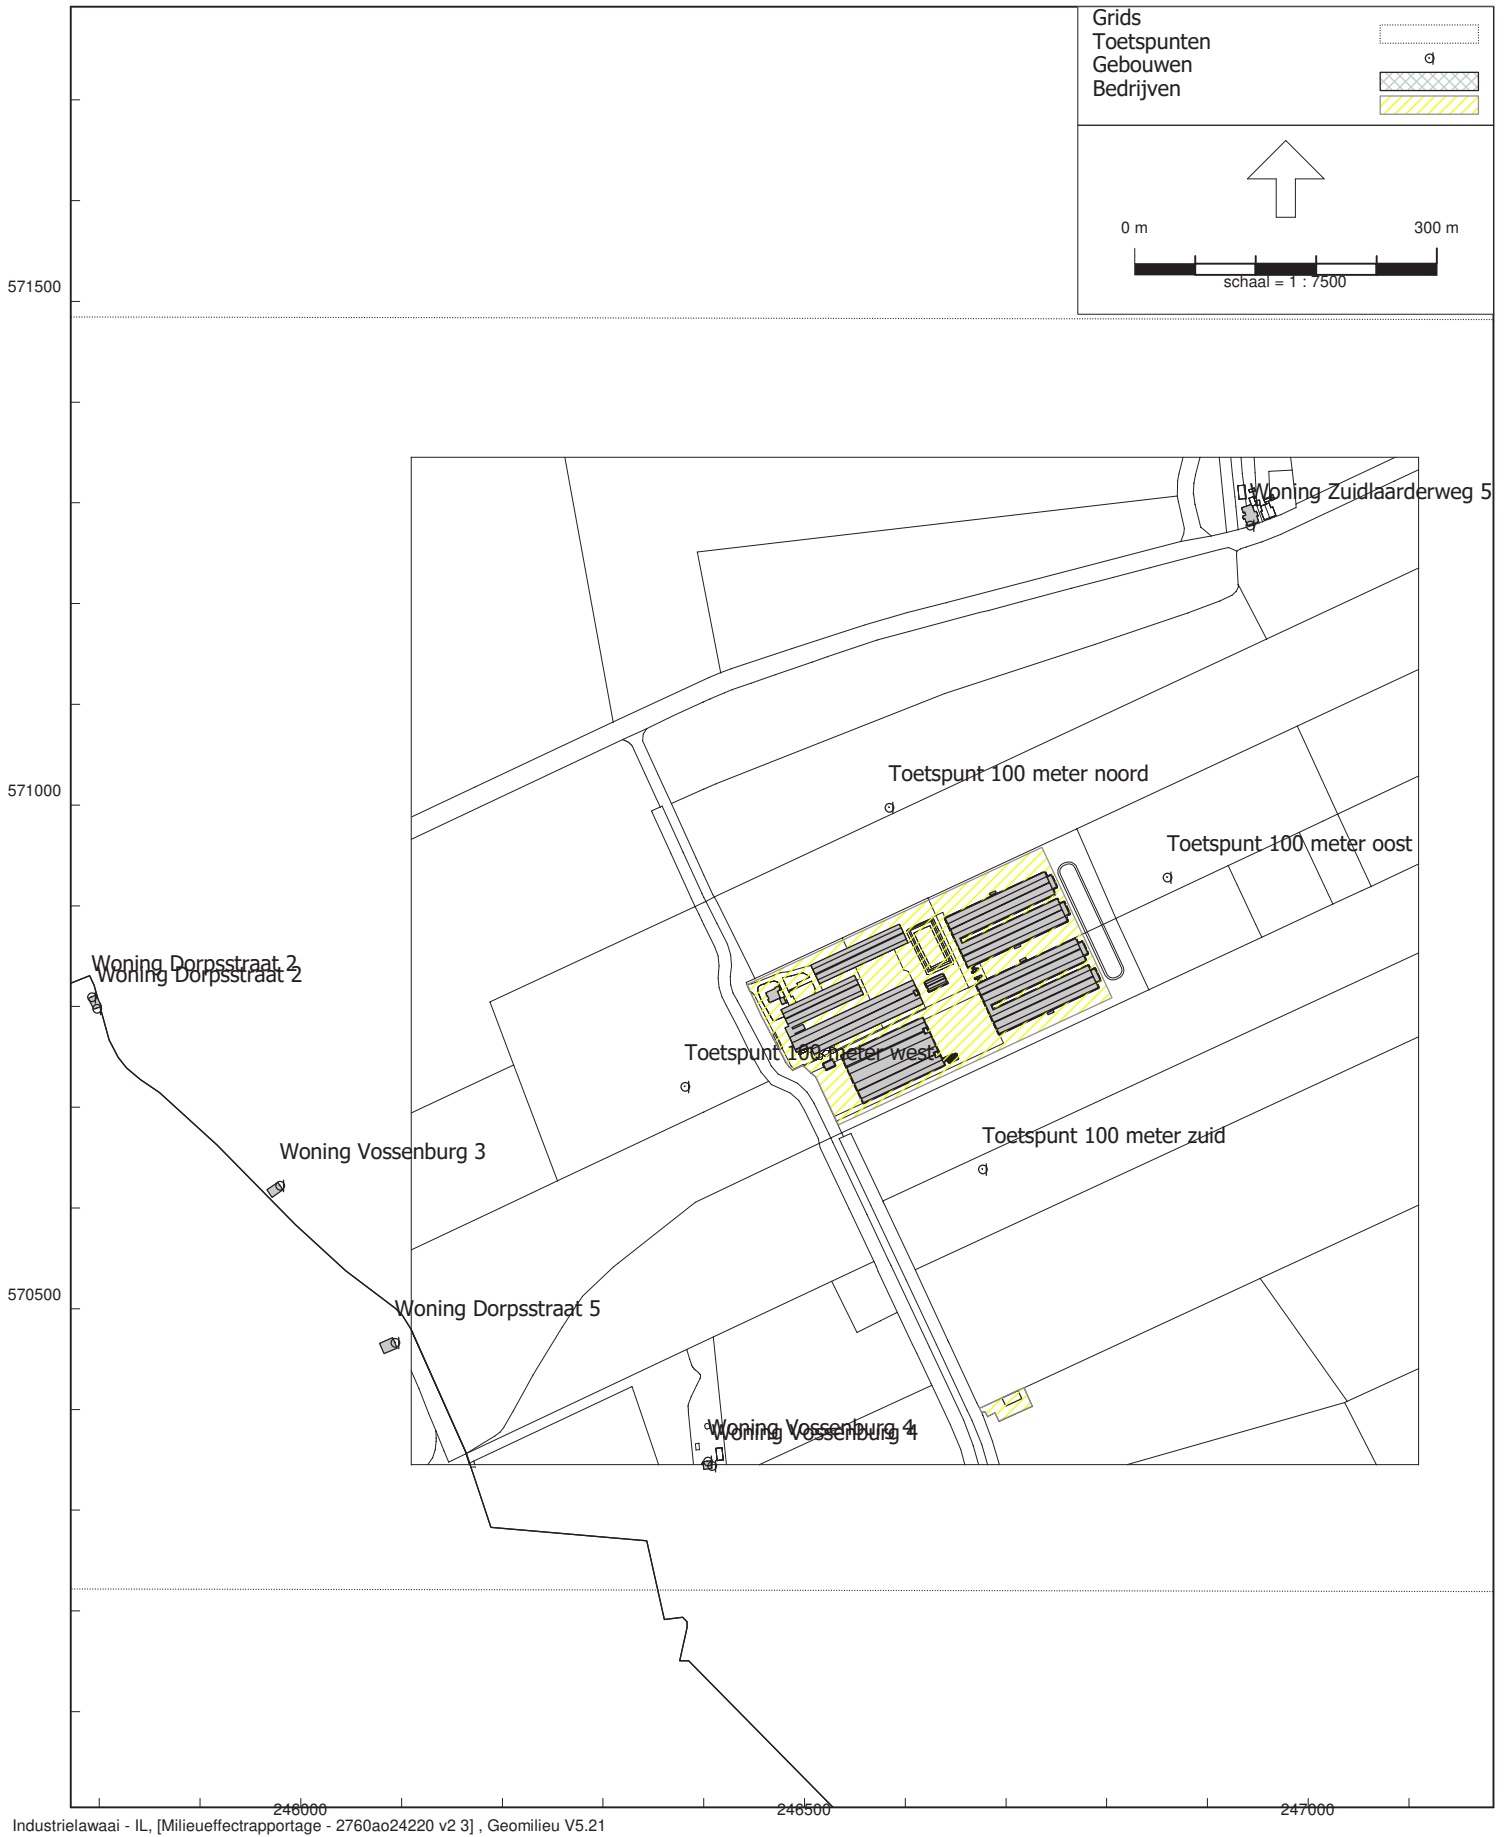 Grids
Toetspunten
Gebouwen
Bedrijven
0 m 300 m
schaal = 1 : 7500
571500
Woning Zuidlaarderweg 5
571000
Toetspunt 100 meter noord
Toetspunt 100 meter oost
Woning Dorpsstraat 2
Woning Dorpsstraat 2
Toetspunt 100 meter west
Toetspunt 100 meter zuid
Woning Vossenburg 3
570500
Woning Dorpsstraat 5
Woning Vossenburg 4
Woning Vossenburg 4
246000 246500 247000
Industrielawaai - IL, [Milieueffectrapportage - 2760ao24220 v2 3] , Geomilieu V5.21